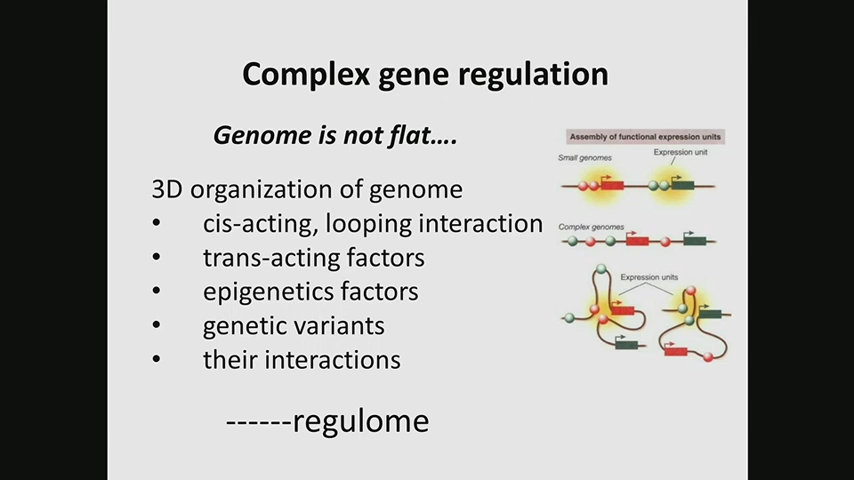 Complex gene regulation
Genome is not flat....
3D organization of genome
• cis-acting, looping interaction
• trans-acting factors
• epigenetics factors
• genetic variants
• their interactions
------regulome
Assembly of functional expression units
Small genomes
Expression unit
Complex genomes
Expression units